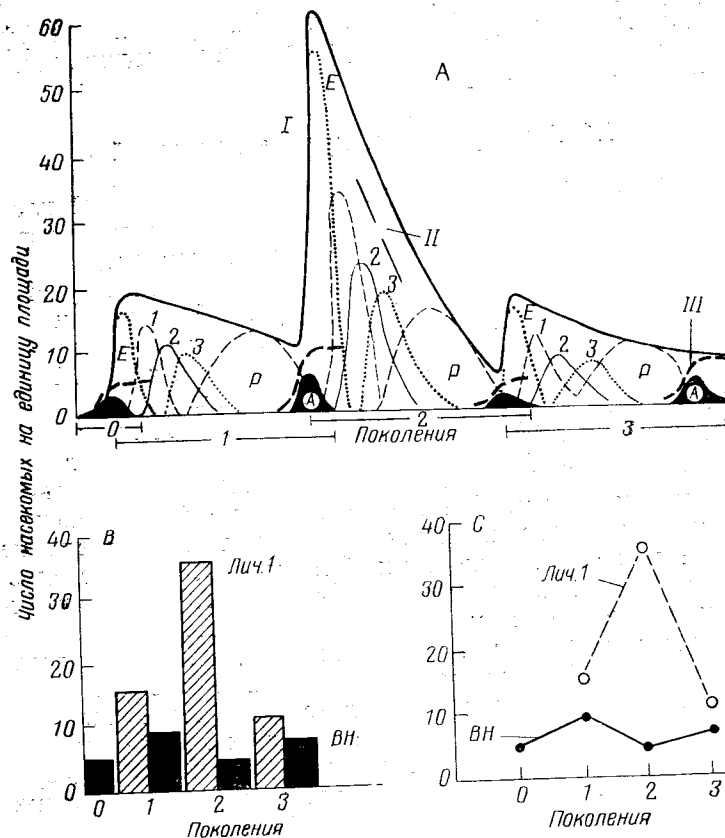 Число насекомых на единицу площади
60
50
40
30
20
10
0
A
I
E
II
2
3
P
E
1
2
3
P
E
1
2
3
P
III
A
A
0
1
2
3
Поколения
B
40
30
20
10
0
Лич.1
ВН
0 1 2 3
Поколения
C
40
30
20
10
0
Лич.1
ВН
0 1 2 3
Поколения